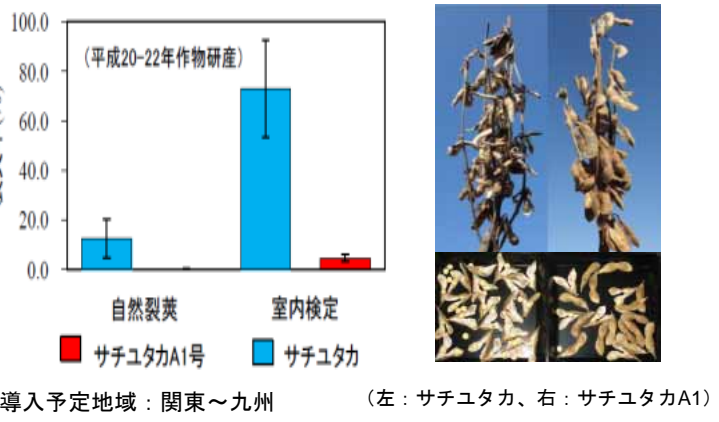 100.0
(平成20-22年作物研産)
80.0
60.0
40.0
20.0
0.0
自然裂莢 室内検定
サチユタカA1号 サチユタカ
導入予定地域：関東～九州
（左：サチユタカ、右：サチユタカA1）